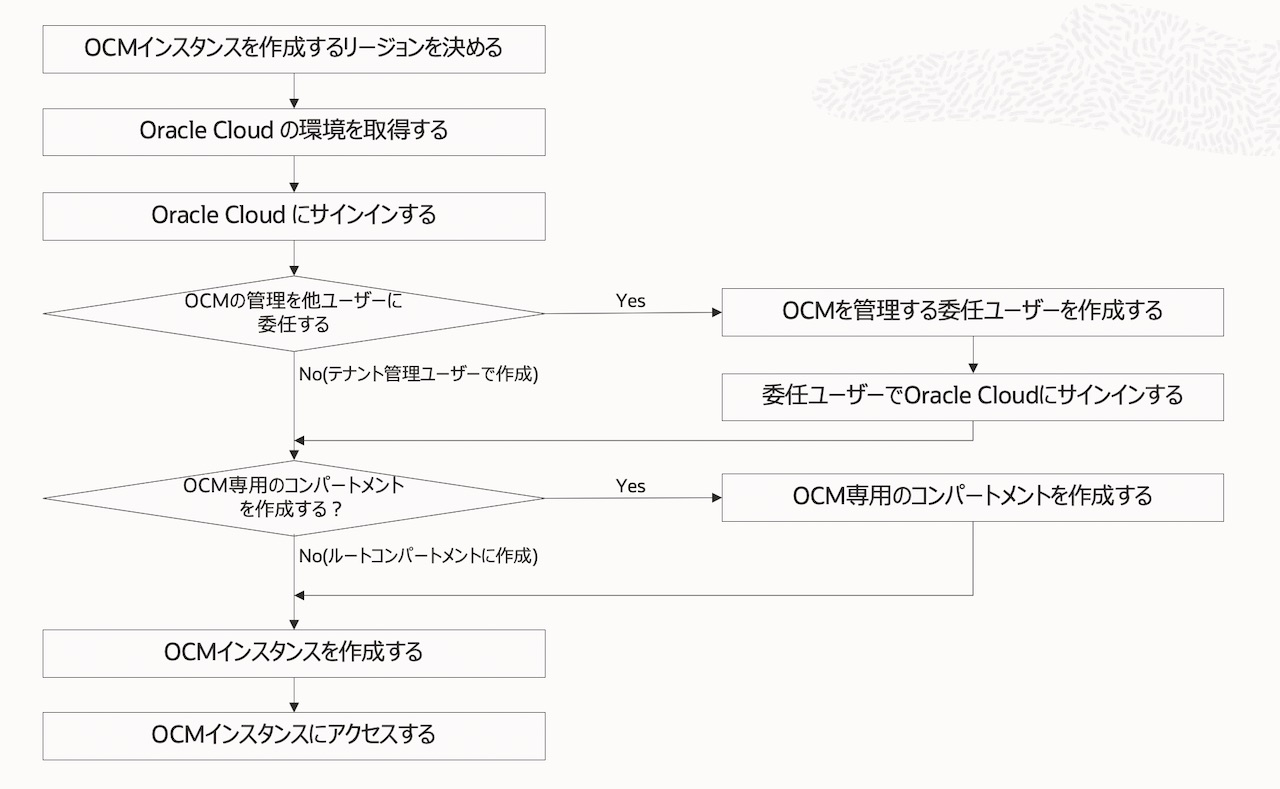 OCMインスタンスを作成するリージョンを決める
Oracle Cloud の環境を取得する
Oracle Cloud にサインインする
OCMの管理を他ユーザーに
委任する
Yes
OCMを管理する委任ユーザーを作成する
No(テナント管理ユーザーで作成)
委任ユーザーでOracle Cloudにサインインする
OCM専用のコンパートメント
を作成する？
Yes
OCM専用のコンパートメントを作成する
No(ルートコンパートメントに作成)
OCMインスタンスを作成する
OCMインスタンスにアクセスする